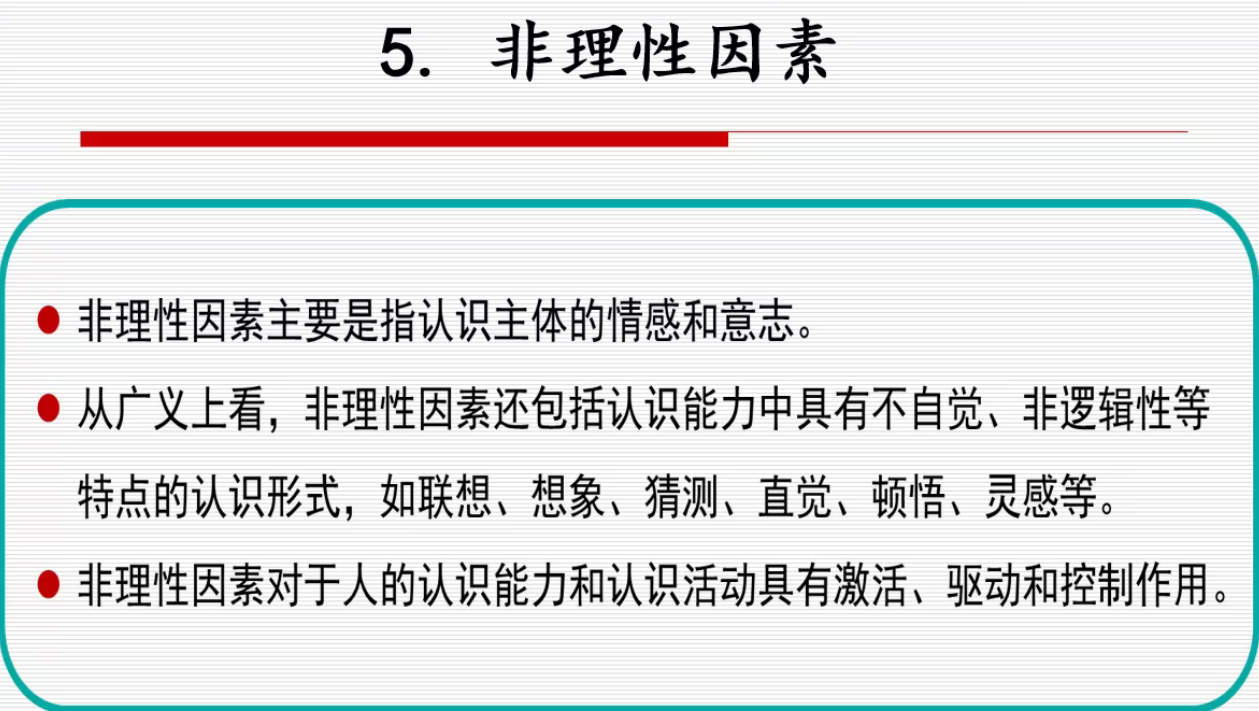 5. 非理性因素
非理性因素主要是指认识主体的情感和意志。
从广义上看，非理性因素还包括认识能力中具有不自觉、非逻辑性等
特点的认识形式，如联想、想象、猜测、直觉、顿悟、灵感等。
非理性因素对于人的认识能力和认识活动具有激活、驱动和控制作用。